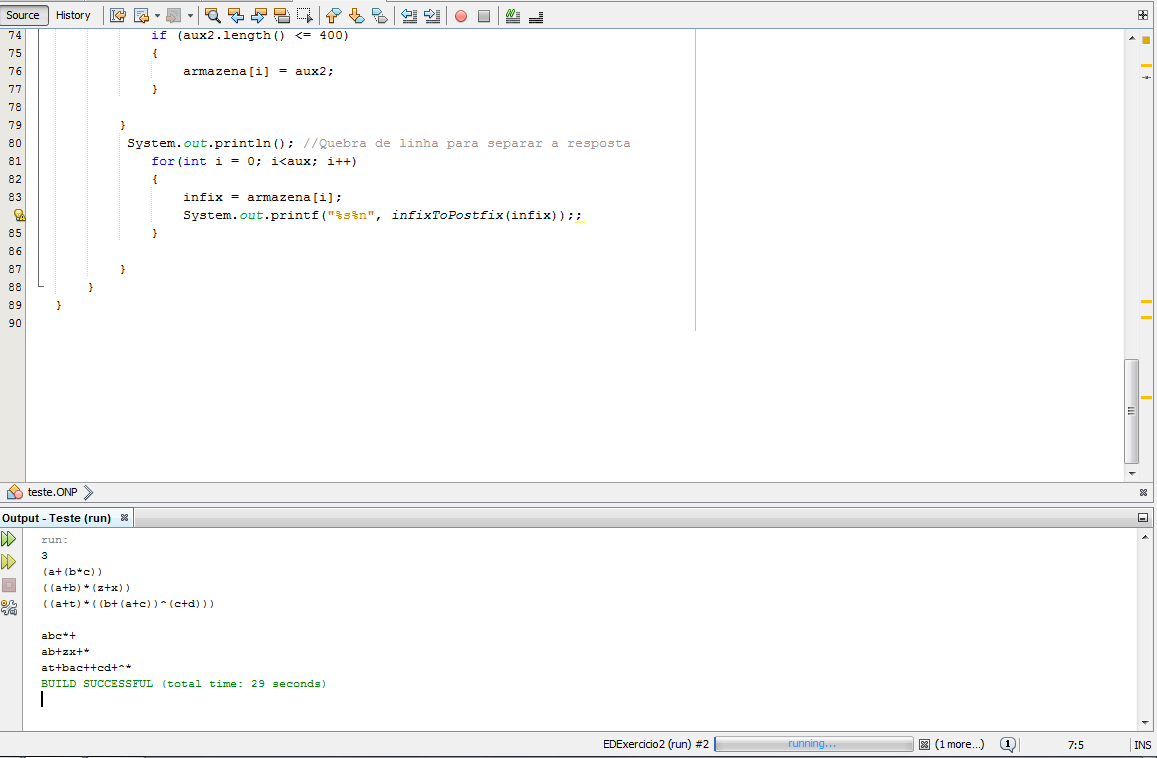 Source History
74 if (aux2.length() <= 400)
75 {
76 armazena[i] = aux2;
77 }
78
79 }
80 System.out.println(); //Quebra de linha para separar a resposta
81 for(int i = 0; i<aux; i++)
82 {
83 infix = armazena[i];
System.out.printf("%s%n", infixToPostfix(infix));;
85 }
86
87 }
88 }
89 }
90
teste.ONP
Output - Teste (run)
run:
3
(a+(b*c))
((a+b)*(z+x))
((a+t)*((b+(a+c))^(c+d)))
abc*+
ab+zx+*
at+bac++cd+^*
BUILD SUCCESSFUL (total time: 29 seconds)
EDExercicio2 (run) #2 running... (1 more...) 1 7:5 INS